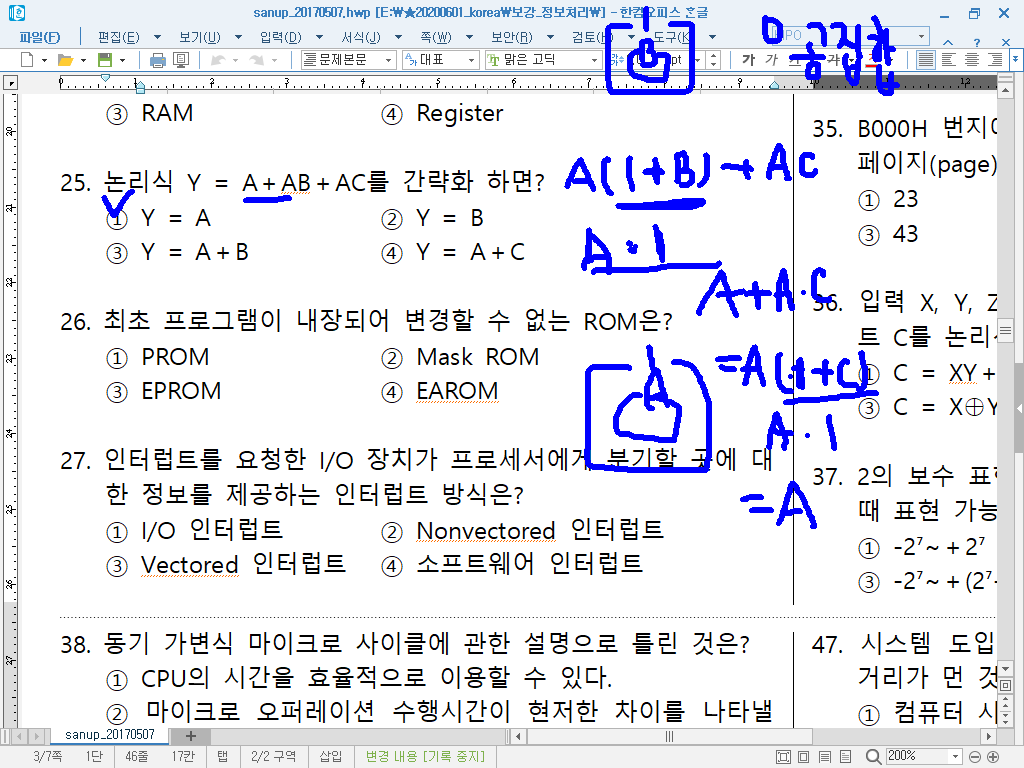 sanup_20170507.hwp [E:\★20200601_korea\보강_정보처리\] - 한컴오피스 한글
파일(F) 편집(E) 보기(U) 입력(D) 서식(J) 쪽(W) 보안(R) 검토(H) 도구(K)
본문 문제본문 대표 맑은 고딕 pt 가 가
공집합
③ RAM ④ Register
25. 논리식 Y = A + AB + AC를 간략화 하면?
① Y = A ② Y = B
③ Y = A + B ④ Y = A + C
A(1+B)+AC
A·1
A+A·C
=A(1+C)
A·1
=A
26. 최초 프로그램이 내장되어 변경할 수 없는 ROM은?
① PROM ② Mask ROM
③ EPROM ④ EAROM
27. 인터럽트를 요청한 I/O 장치가 프로세서에게 분기할 곳에 대
한 정보를 제공하는 인터럽트 방식은?
① I/O 인터럽트 ② Nonvectored 인터럽트
③ Vectored 인터럽트 ④ 소프트웨어 인터럽트
38. 동기 가변식 마이크로 사이클에 관한 설명으로 틀린 것은?
① CPU의 시간을 효율적으로 이용할 수 있다.
② 마이크로 오퍼레이션 수행시간이 현저한 차이를 나타낼
35. B000H 번지
페이지(page)
① 23
③ 43
36. 입력 X, Y, Z
트 C를 논리
① C = XY +
③ C = X⊕Y
37. 2의 보수 표
때 표현 가능
① -2⁷~ + 2⁷
③ -2⁷~ + (2⁷-
47. 시스템 도입
거리가 먼 것
① 컴퓨터 시
sanup_20170507
3/7쪽 1단 46줄 17칸 탭 2/2 구역 삽입 변경 내용 [기록 중지] 200%